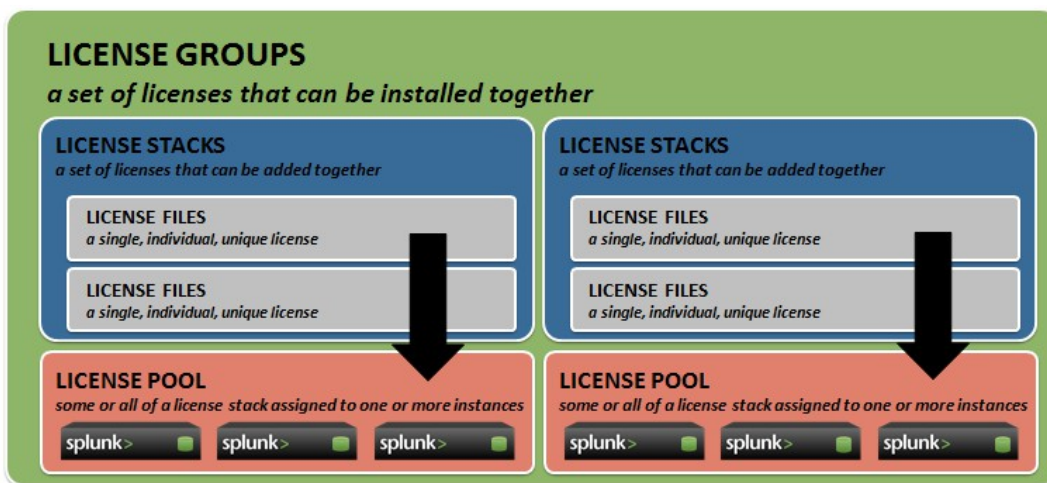 LICENSE GROUPS
a set of licenses that can be installed together
LICENSE STACKS
a set of licenses that can be added together
LICENSE FILES
a single, individual, unique license
LICENSE FILES
a single, individual, unique license
LICENSE POOL
some or all of a license stack assigned to one or more instances
splunk> splunk> splunk>
LICENSE STACKS
a set of licenses that can be added together
LICENSE FILES
a single, individual, unique license
LICENSE FILES
a single, individual, unique license
LICENSE POOL
some or all of a license stack assigned to one or more instances
splunk> splunk> splunk>